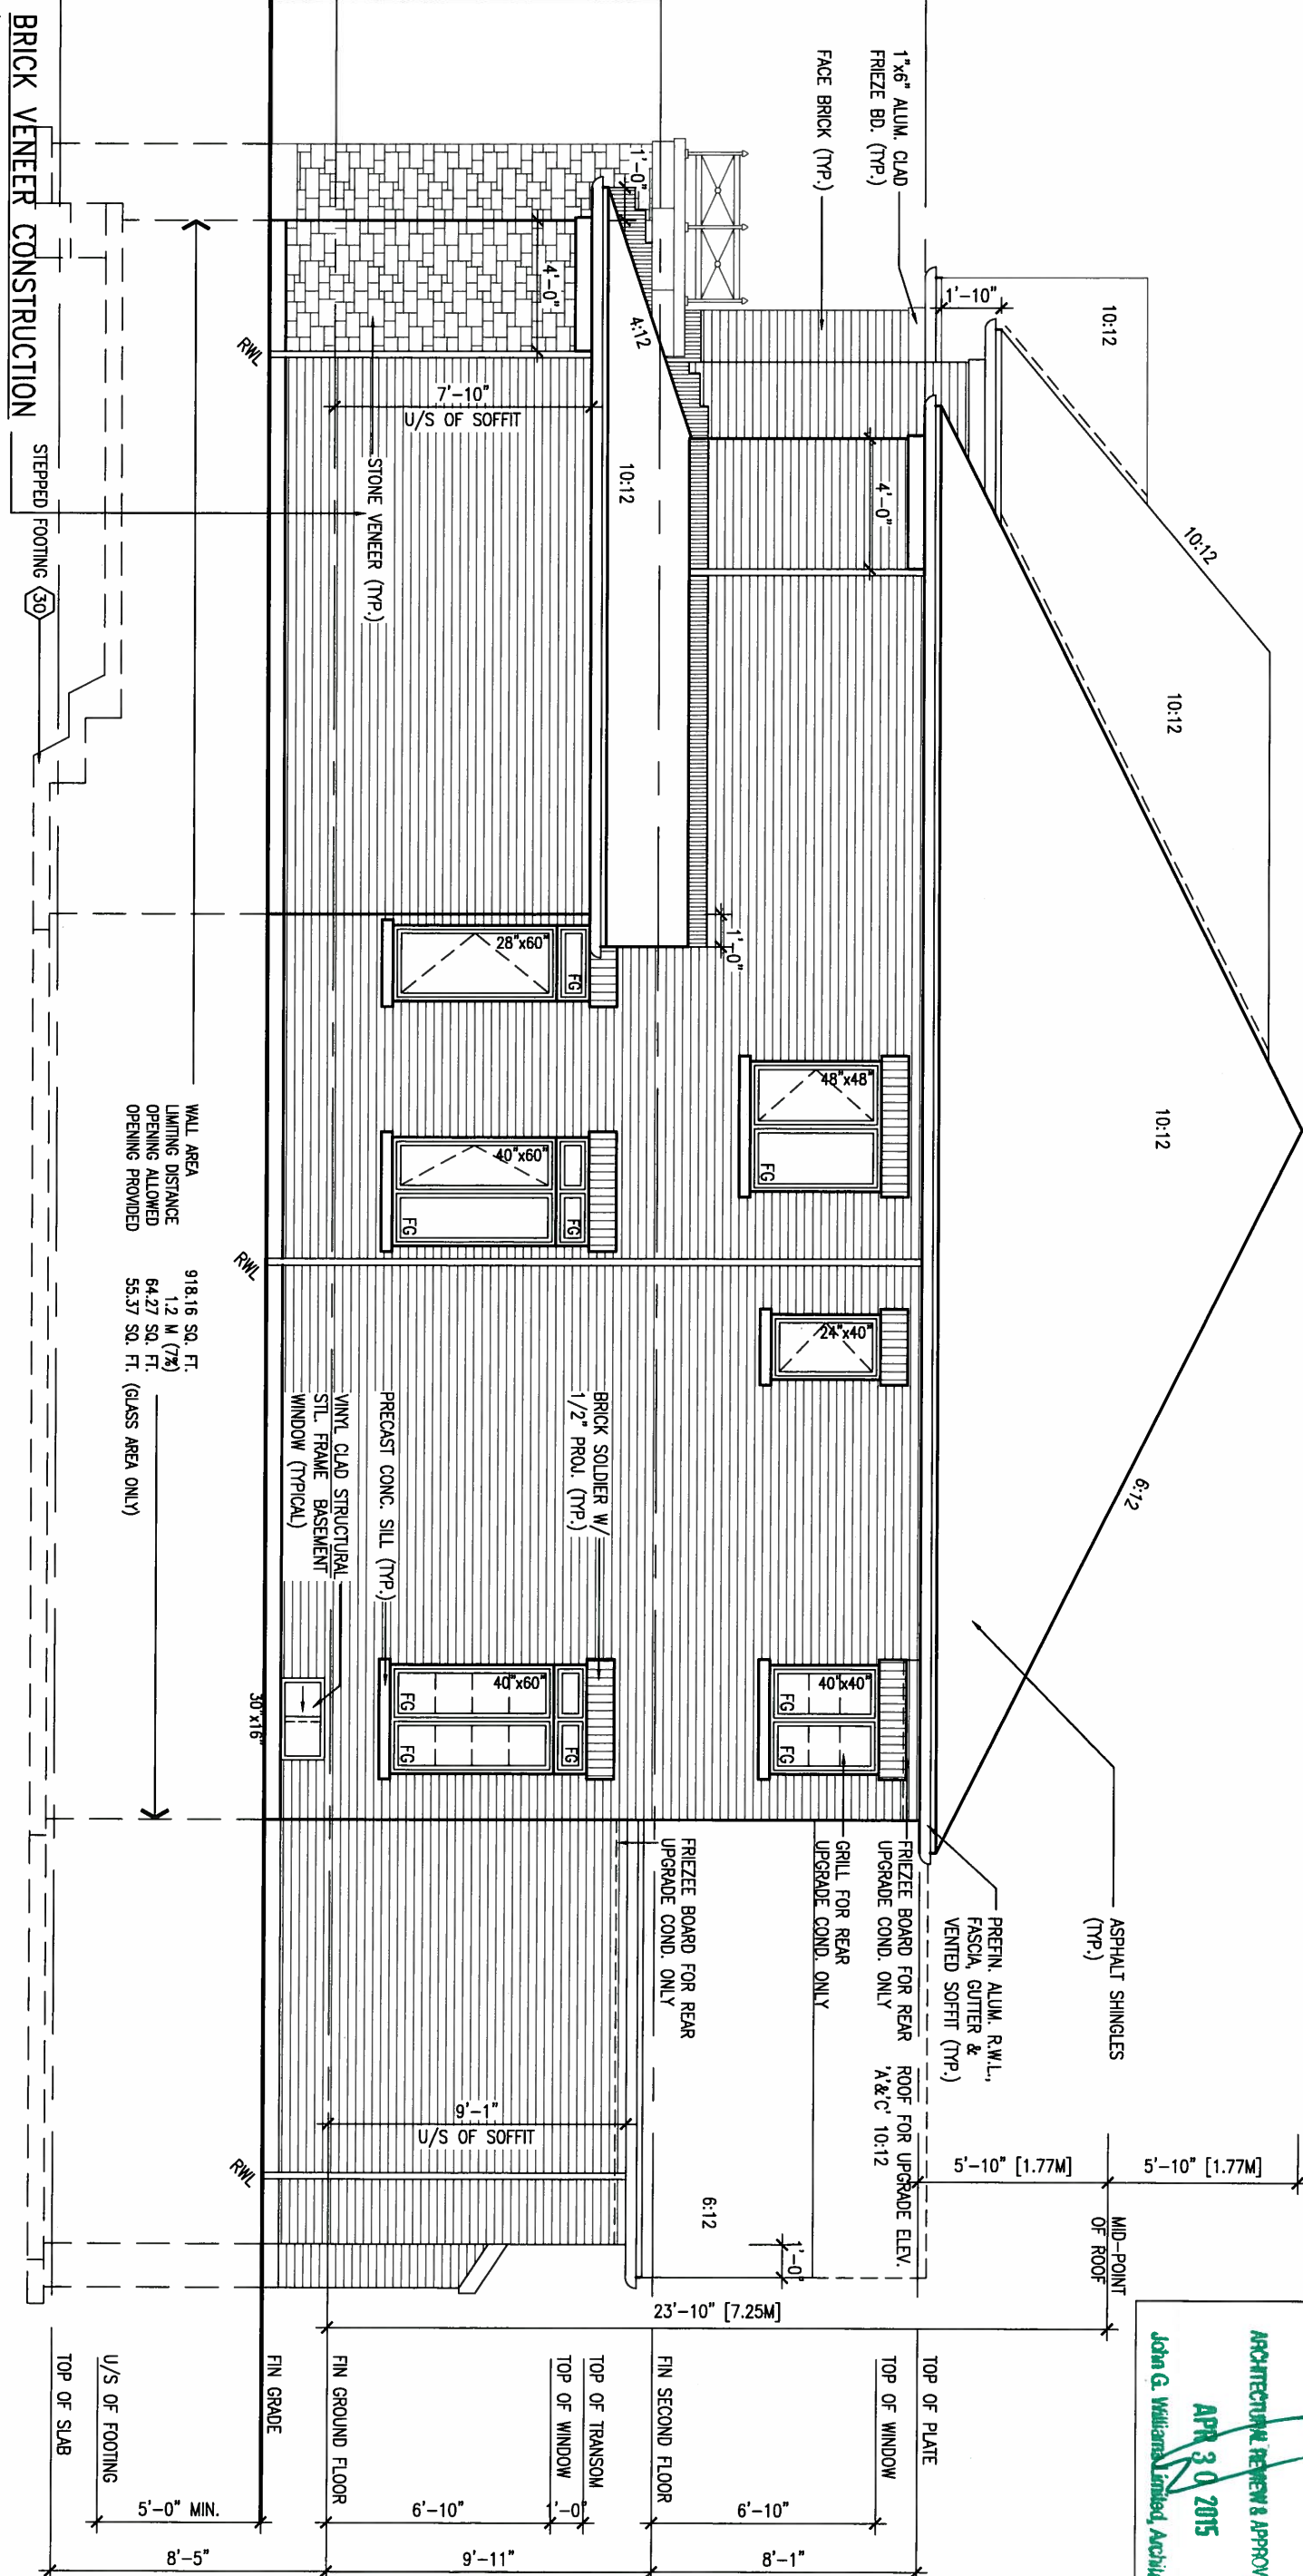 ARCHITECTURAL REVIEW & APPROV
APR 30 2015
John G. Williams Limited, Archi
ASPHALT SHINGLES
(TYP.)
PREFIN. ALUM. R.W.L.,
FASCIA, GUTTER &
VENTED SOFFIT (TYP.)
ROOF FOR UPGRADE ELEV.
'A'&'C' 10:12
FRIEZEE BOARD FOR REAR
UPGRADE COND. ONLY
GRILL FOR REAR
UPGRADE COND. ONLY
FRIEZEE BOARD FOR REAR
UPGRADE COND. ONLY
1"x6" ALUM. CLAD
FRIEZE BD. (TYP.)
FACE BRICK (TYP.)
10:12
10:12
10:12
10:12
6:12
1'-10"
4'-0"
1'-0"
4:12
10:12
1'-0"
4'-0"
7'-10"
U/S OF SOFFIT
STONE VENEER (TYP.)
RWL
28"x60"
FG
48"x48"
FG
40"x60"
FG
FG
RWL
24"x40"
BRICK SOLDIER W/
1/2" PROJ. (TYP.)
PRECAST CONC. SILL (TYP.)
VINYL CLAD STRUCTURAL
STL. FRAME BASEMENT
WINDOW (TYPICAL)
40"x40"
FG
FG
40"x60"
FG
FG
FG
30"x16"
9'-1"
U/S OF SOFFIT
RWL
6:12
1'-0"
5'-10" [1.77M]
5'-10" [1.77M]
MID-POINT
OF ROOF
23'-10" [7.25M]
TOP OF PLATE
TOP OF WINDOW
FIN SECOND FLOOR
TOP OF TRANSOM
TOP OF WINDOW
FIN GROUND FLOOR
FIN GRADE
U/S OF FOOTING
TOP OF SLAB
6'-10"
1'-0"
6'-10"
5'-0" MIN.
8'-1"
9'-11"
8'-5"
WALL AREA 918.16 SQ. FT.
LIMITING DISTANCE 1.2 M (7%)
OPENING ALLOWED 64.27 SQ. FT.
OPENING PROVIDED 55.37 SQ. FT. (GLASS AREA ONLY)
STEPPED FOOTING 30
BRICK VENEER CONSTRUCTION